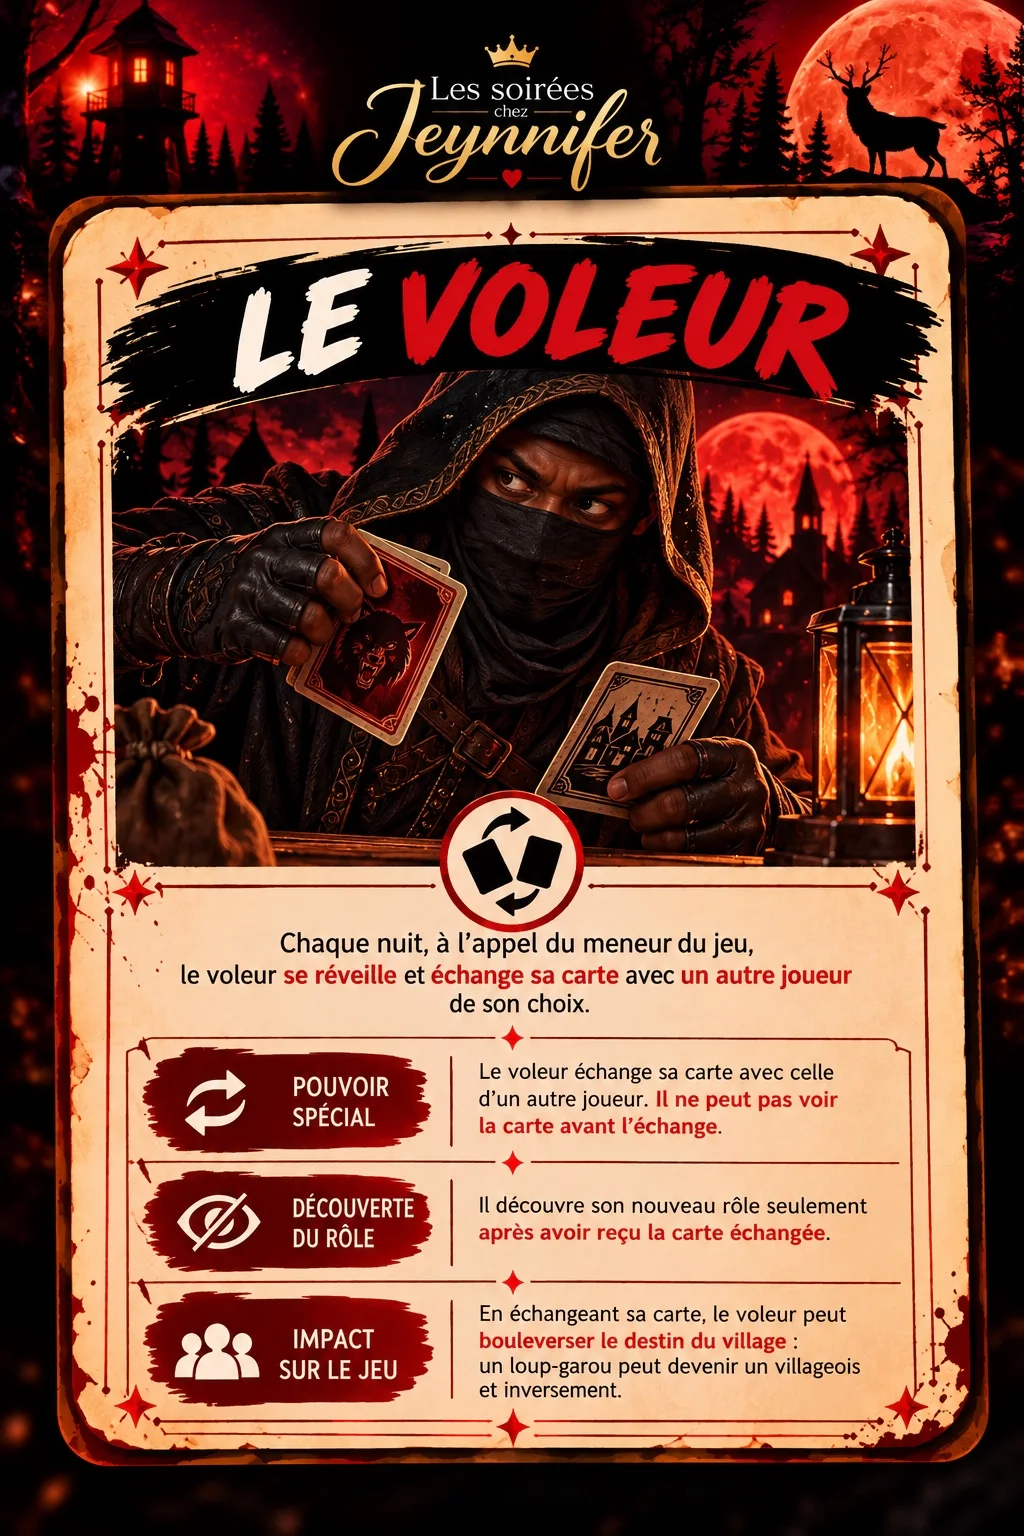 Les soirées
chez
Jeynnifer
LE VOLEUR
Chaque nuit, à l'appel du meneur du jeu,
le voleur se réveille et échange sa carte avec un autre joueur
de son choix.
POUVOIR
SPÉCIAL
Le voleur échange sa carte avec celle
d'un autre joueur. Il ne peut pas voir
la carte avant l'échange.
DÉCOUVERTE
DU RÔLE
Il découvre son nouveau rôle seulement
après avoir reçu la carte échangée.
IMPACT
SUR LE JEU
En échangeant sa carte, le voleur peut
bouleverser le destin du village :
un loup-garou peut devenir un villageois
et inversement.